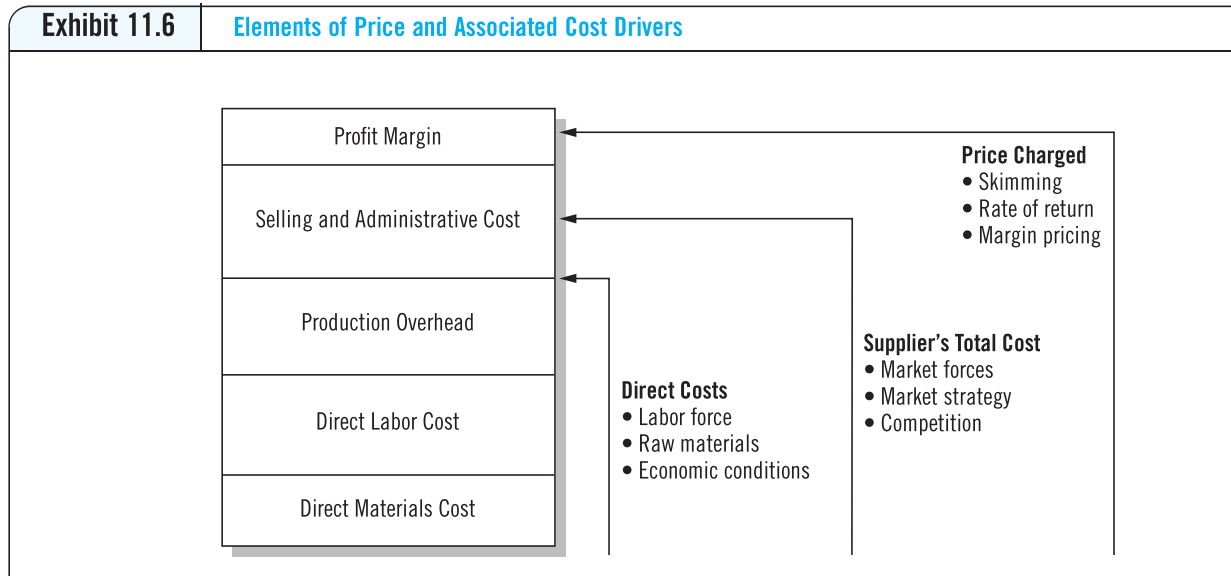 Exhibit 11.6
Elements of Price and Associated Cost Drivers
Profit Margin
Selling and Administrative Cost
Production Overhead
Direct Labor Cost
Direct Materials Cost
Direct Costs
• Labor force
• Raw materials
• Economic conditions
Supplier's Total Cost
• Market forces
• Market strategy
• Competition
Price Charged
• Skimming
• Rate of return
• Margin pricing